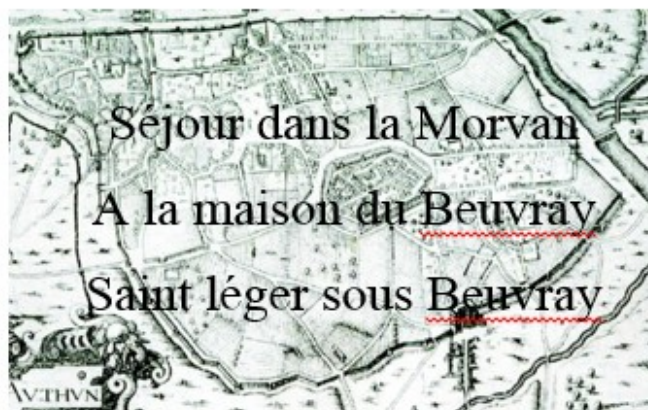 Séjour dans la Morvan
A la maison du Beuvray
Saint léger sous Beuvray
AVTHVN